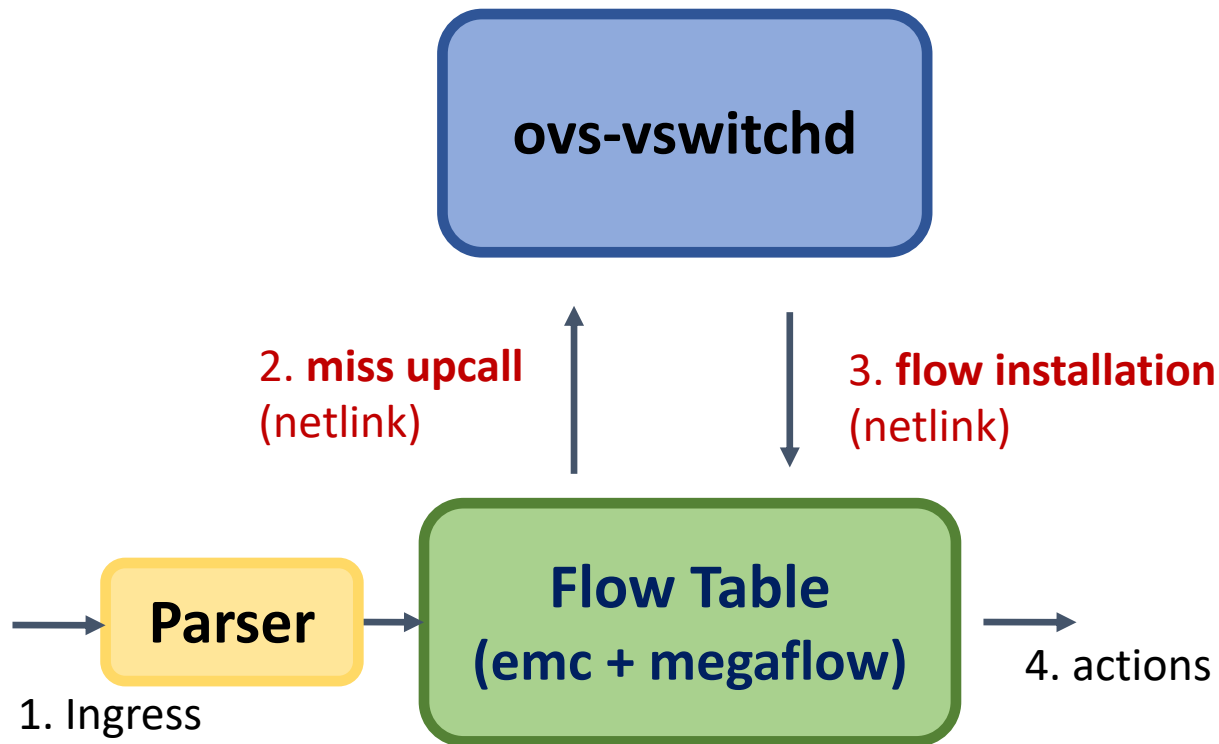 ovs-vswitchd
2. miss upcall
(netlink)
3. flow installation
(netlink)
Parser
Flow Table
(emc + megaflow)
1. Ingress
4. actions